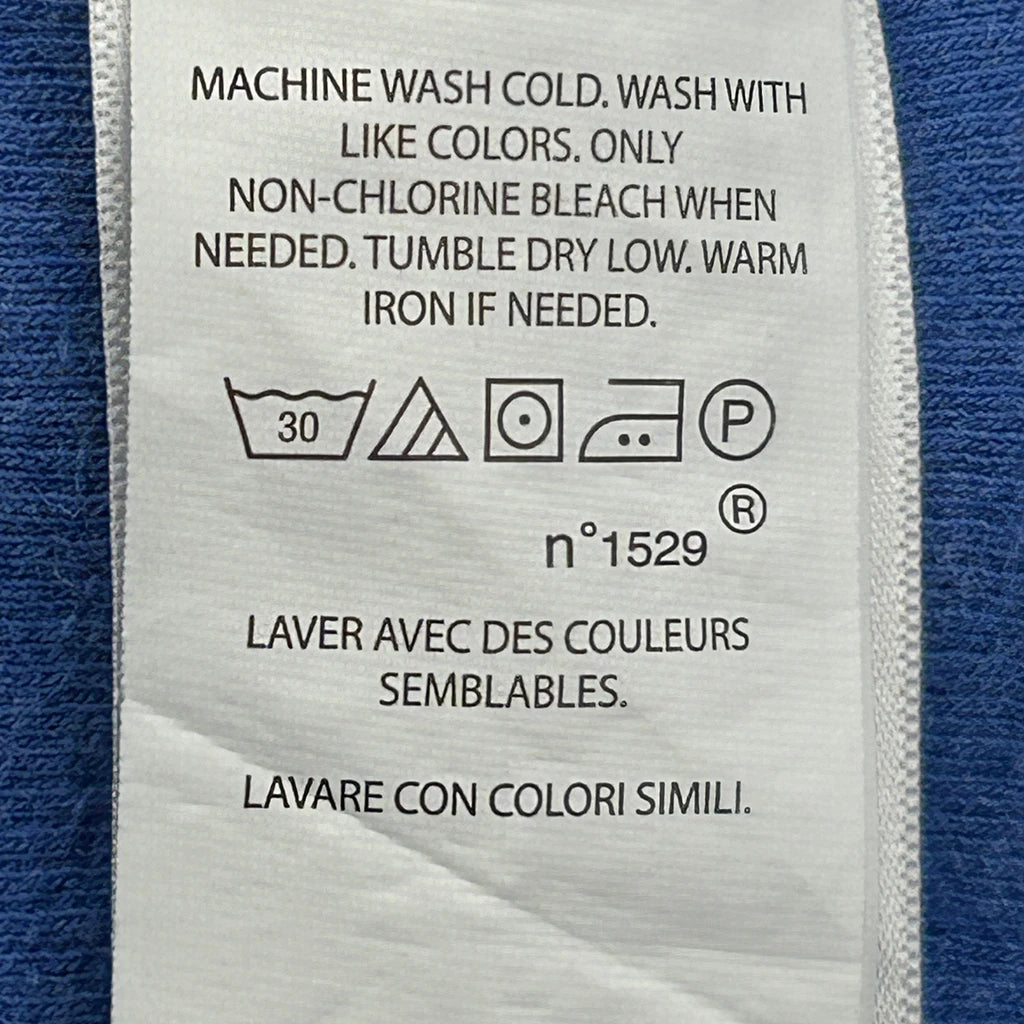 MACHINE WASH COLD. WASH WITH
LIKE COLORS. ONLY
NON-CHLORINE BLEACH WHEN
NEEDED. TUMBLE DRY LOW. WARM
IRON IF NEEDED.
30 P
®
n°1529
LAVER AVEC DES COULEURS
SEMBLABLES.
LAVARE CON COLORI SIMILI.